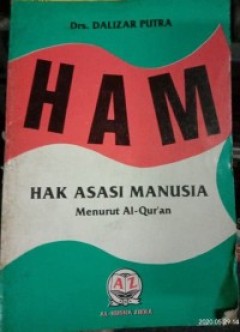 Drs. DALIZAR PUTRA
HAM
HAK ASASI MANUSIA
Menurut Al-Qur'an
AZ